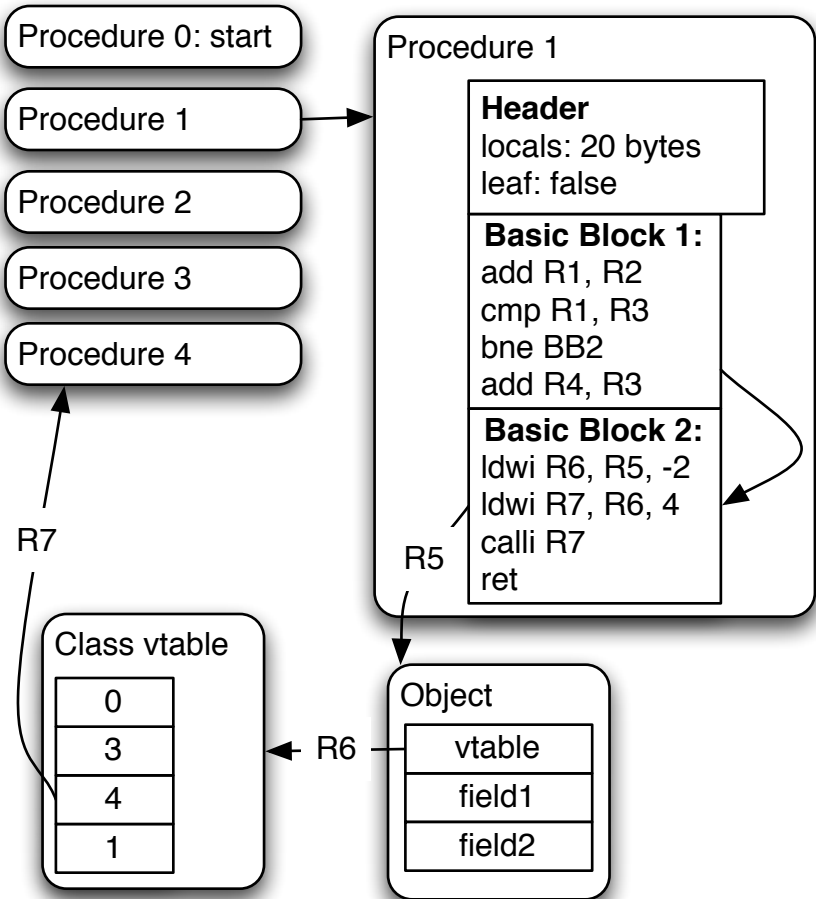 Procedure 0: start
Procedure 1
Procedure 2
Procedure 3
Procedure 4
Procedure 1
Header
locals: 20 bytes
leaf: false
Basic Block 1:
add R1, R2
cmp R1, R3
bne BB2
add R4, R3
Basic Block 2:
ldwi R6, R5, -2
ldwi R7, R6, 4
calli R7
ret
R7
R5
Class vtable
0
3
4
1
R6
Object
vtable
field1
field2